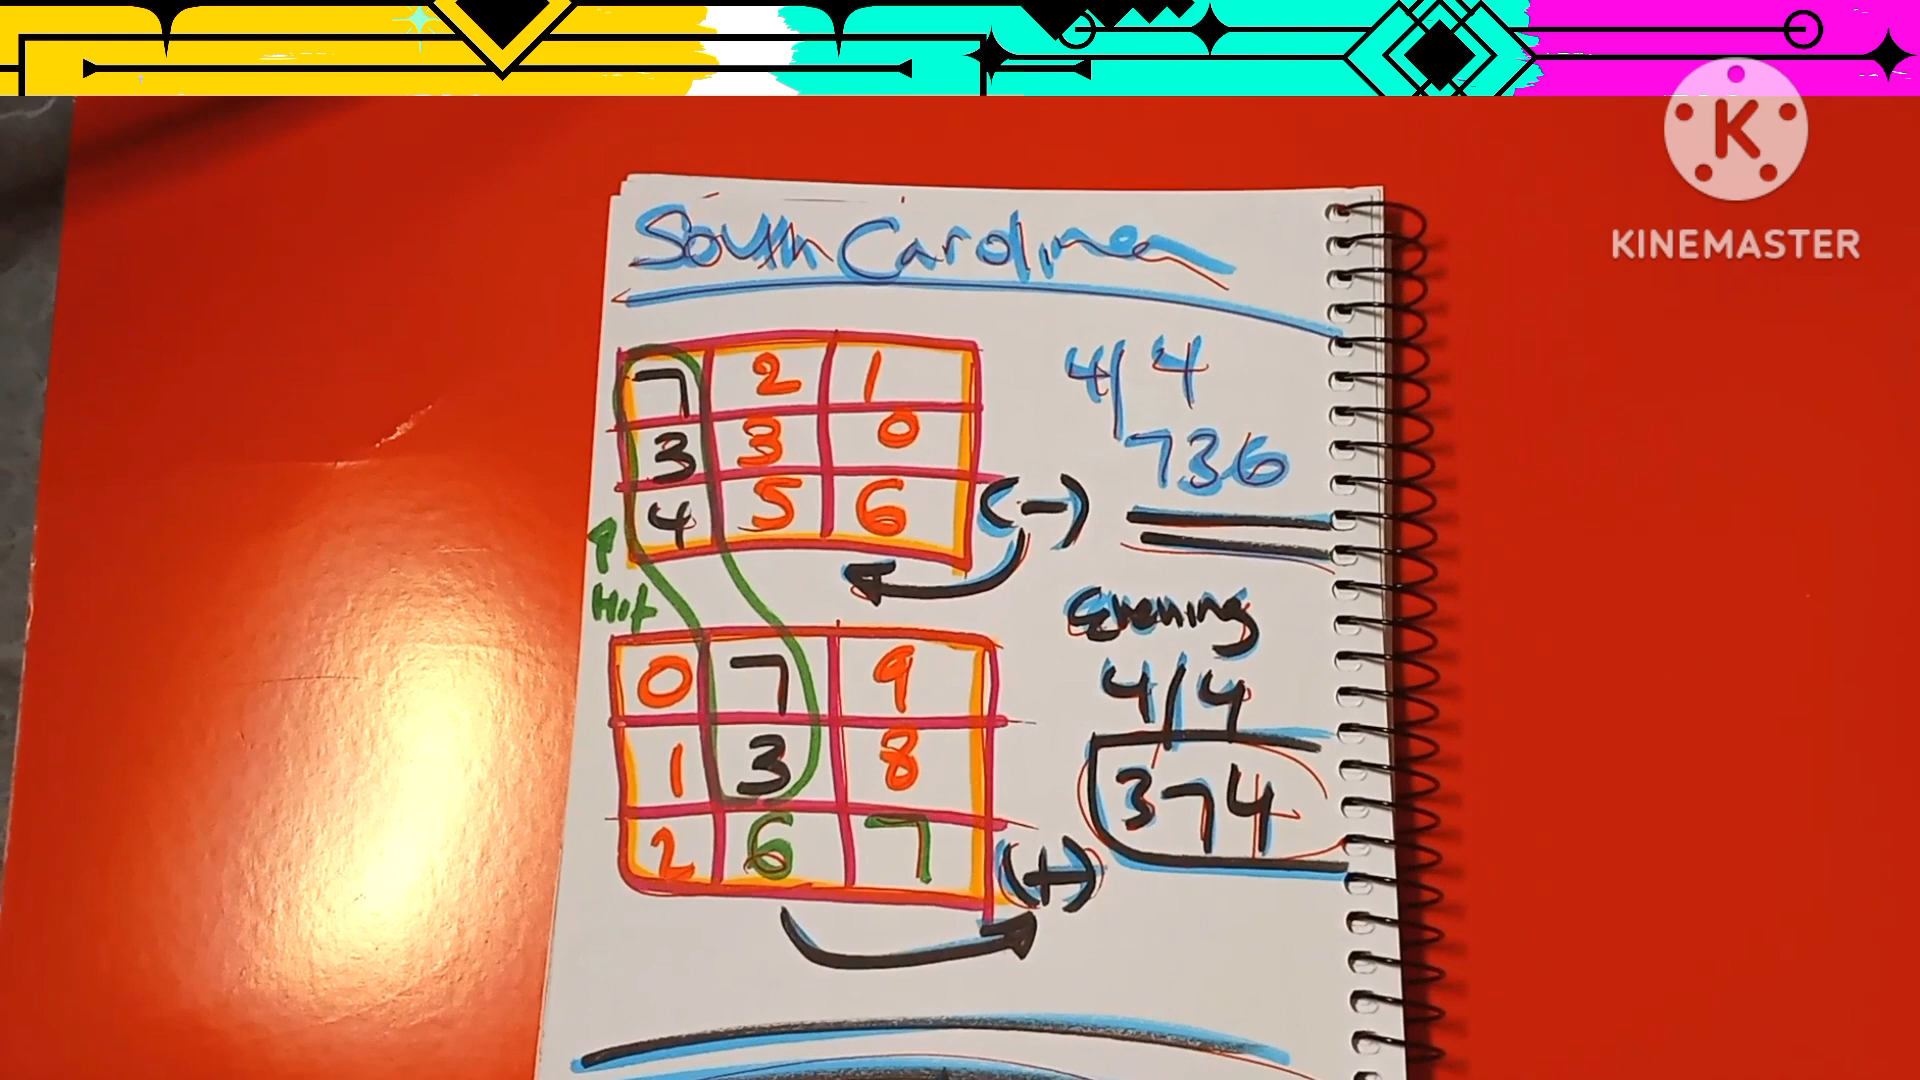 South Carolina
7 2 1
3 3 0
4 5 6
(-)
4/4
736
Hit
0 7 9
1 3 8
2 6 7
(+)
Evening
4/4
374
K
KINEMASTER